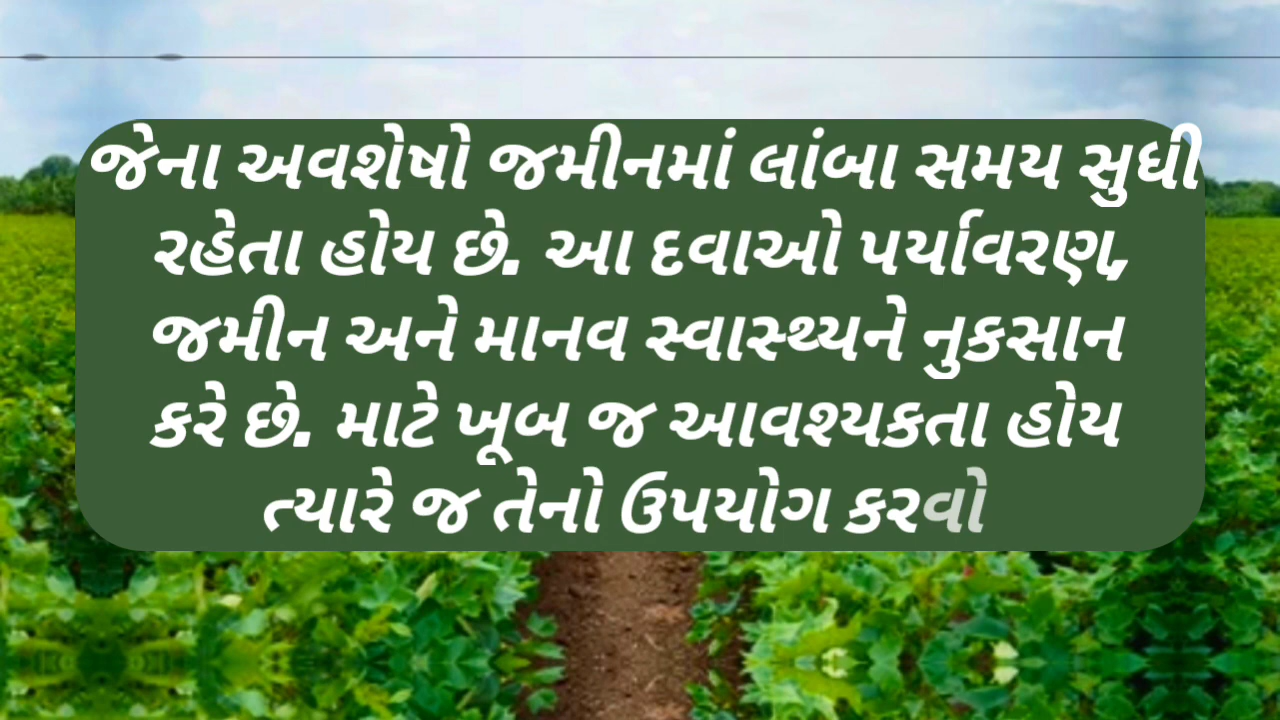 જેના અવશેષો જમીનમાં લાંબા સમય સુધી
રહેતા હોય છે. આ દવાઓ પર્યાવરણ,
જમીન અને માનવ સ્વાસ્થ્યને નુકસાન
કરે છે. માટે ખૂબ જ આવશ્યકતા હોય
ત્યારે જ તેનો ઉપયોગ કરવો